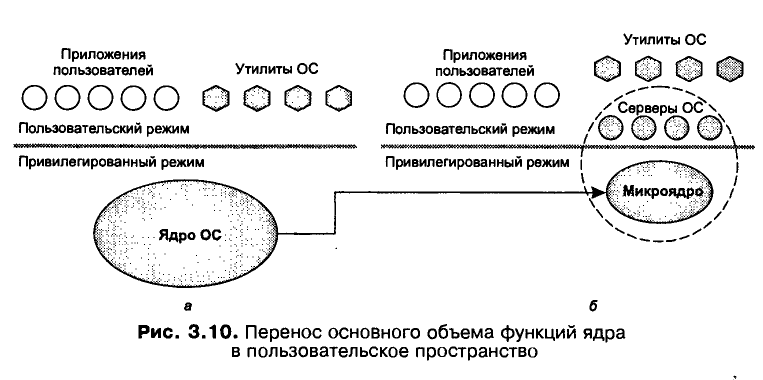 Приложения
пользователей
Утилиты ОС
Пользовательский режим
Привилегированный режим
Ядро ОС
а
Утилиты ОС
Приложения
пользователей
Серверы ОС
Пользовательский режим
Привилегированный режим
Микроядро
б
Рис. 3.10. Перенос основного объема функций ядра
в пользовательское пространство